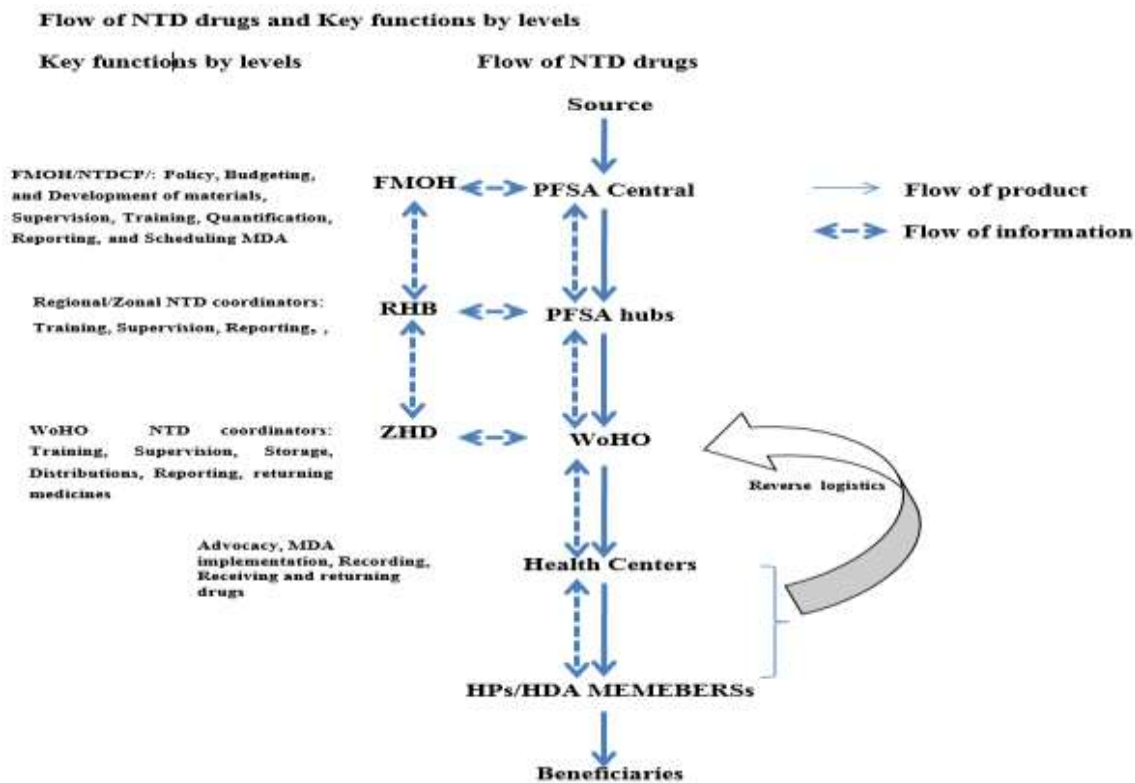 Flow of NTD drugs and Key functions by levels
Key functions by levels
Flow of NTD drugs
Source
FMOH/NTDCP/: Policy, Budgeting,
and Development of materials,
Supervision, Training, Quantification,
Reporting, and Scheduling MDA
FMOH
PFSA Central
Flow of product
Flow of information
Regional/Zonal NTD coordinators:
Training, Supervision, Reporting, ,
RHB
PFSA hubs
WoHO NTD coordinators:
Training, Supervision, Storage,
Distributions, Reporting, returning
medicines
ZHD
WoHO
Reverse logistics
Advocacy, MDA
implementation, Recording,
Receiving and returning
drugs
Health Centers
HPs/HDA MEMEBERSs
Beneficiaries